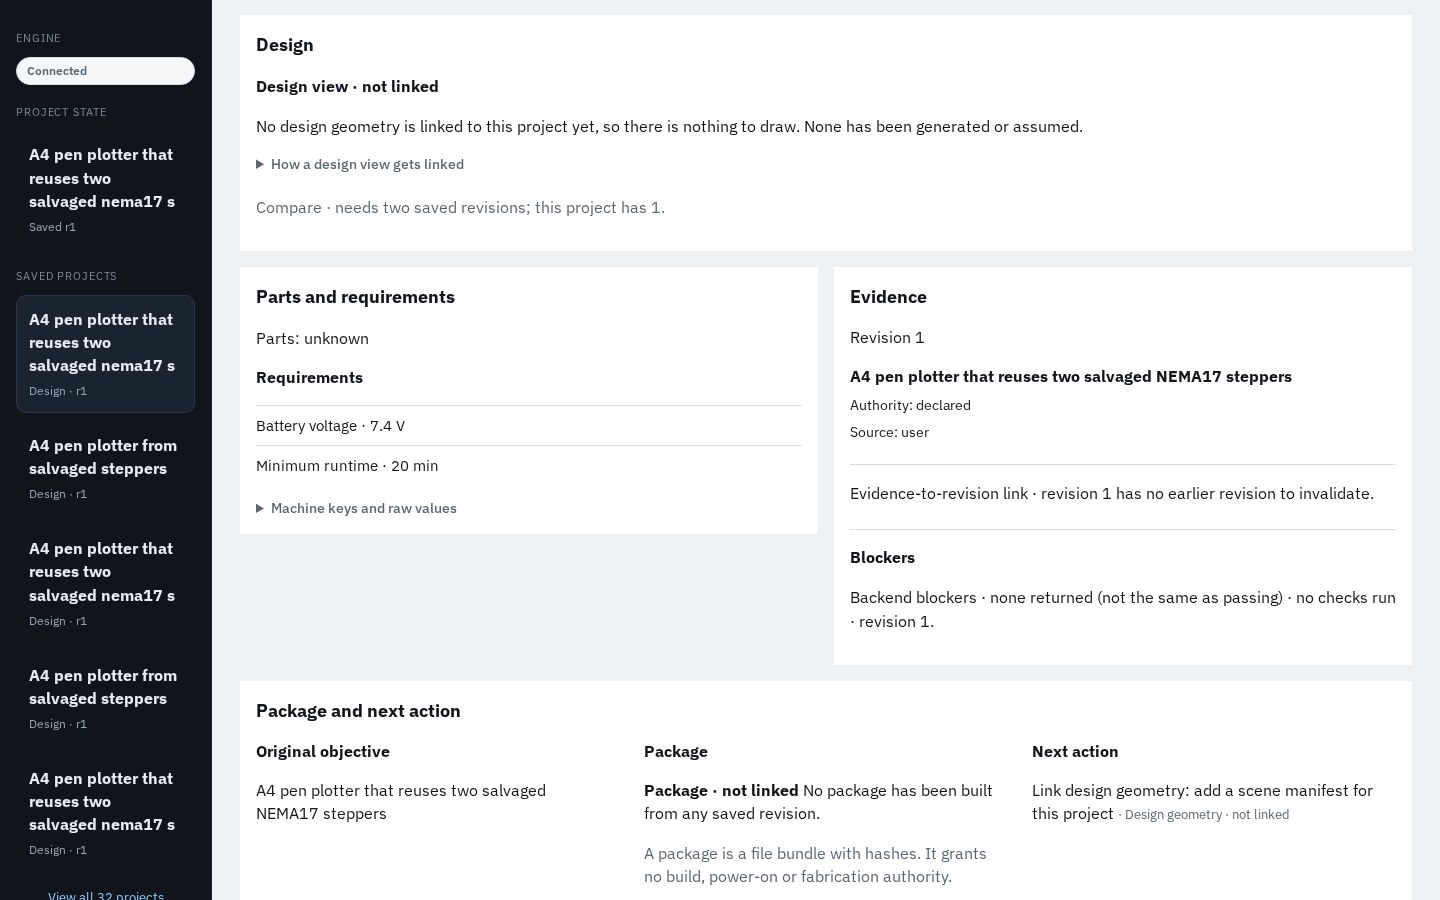 ENGINE
Connected
PROJECT STATE
A4 pen plotter that
reuses two
salvaged nema17 s
Saved r1
SAVED PROJECTS
A4 pen plotter that
reuses two
salvaged nema17 s
Design · r1
A4 pen plotter from
salvaged steppers
Design · r1
A4 pen plotter that
reuses two
salvaged nema17 s
Design · r1
A4 pen plotter from
salvaged steppers
Design · r1
A4 pen plotter that
reuses two
salvaged nema17 s
Design · r1
View all 32 projects
Design
Design view · not linked
No design geometry is linked to this project yet, so there is nothing to draw. None has been generated or assumed.
▶ How a design view gets linked
Compare · needs two saved revisions; this project has 1.
Parts and requirements
Parts: unknown
Requirements
Battery voltage · 7.4 V
Minimum runtime · 20 min
▶ Machine keys and raw values
Evidence
Revision 1
A4 pen plotter that reuses two salvaged NEMA17 steppers
Authority: declared
Source: user
Evidence-to-revision link · revision 1 has no earlier revision to invalidate.
Blockers
Backend blockers · none returned (not the same as passing) · no checks run
· revision 1.
Package and next action
Original objective
A4 pen plotter that reuses two salvaged
NEMA17 steppers
Package
Package · not linked No package has been built
from any saved revision.
A package is a file bundle with hashes. It grants
no build, power-on or fabrication authority.
Next action
Link design geometry: add a scene manifest for
this project · Design geometry · not linked